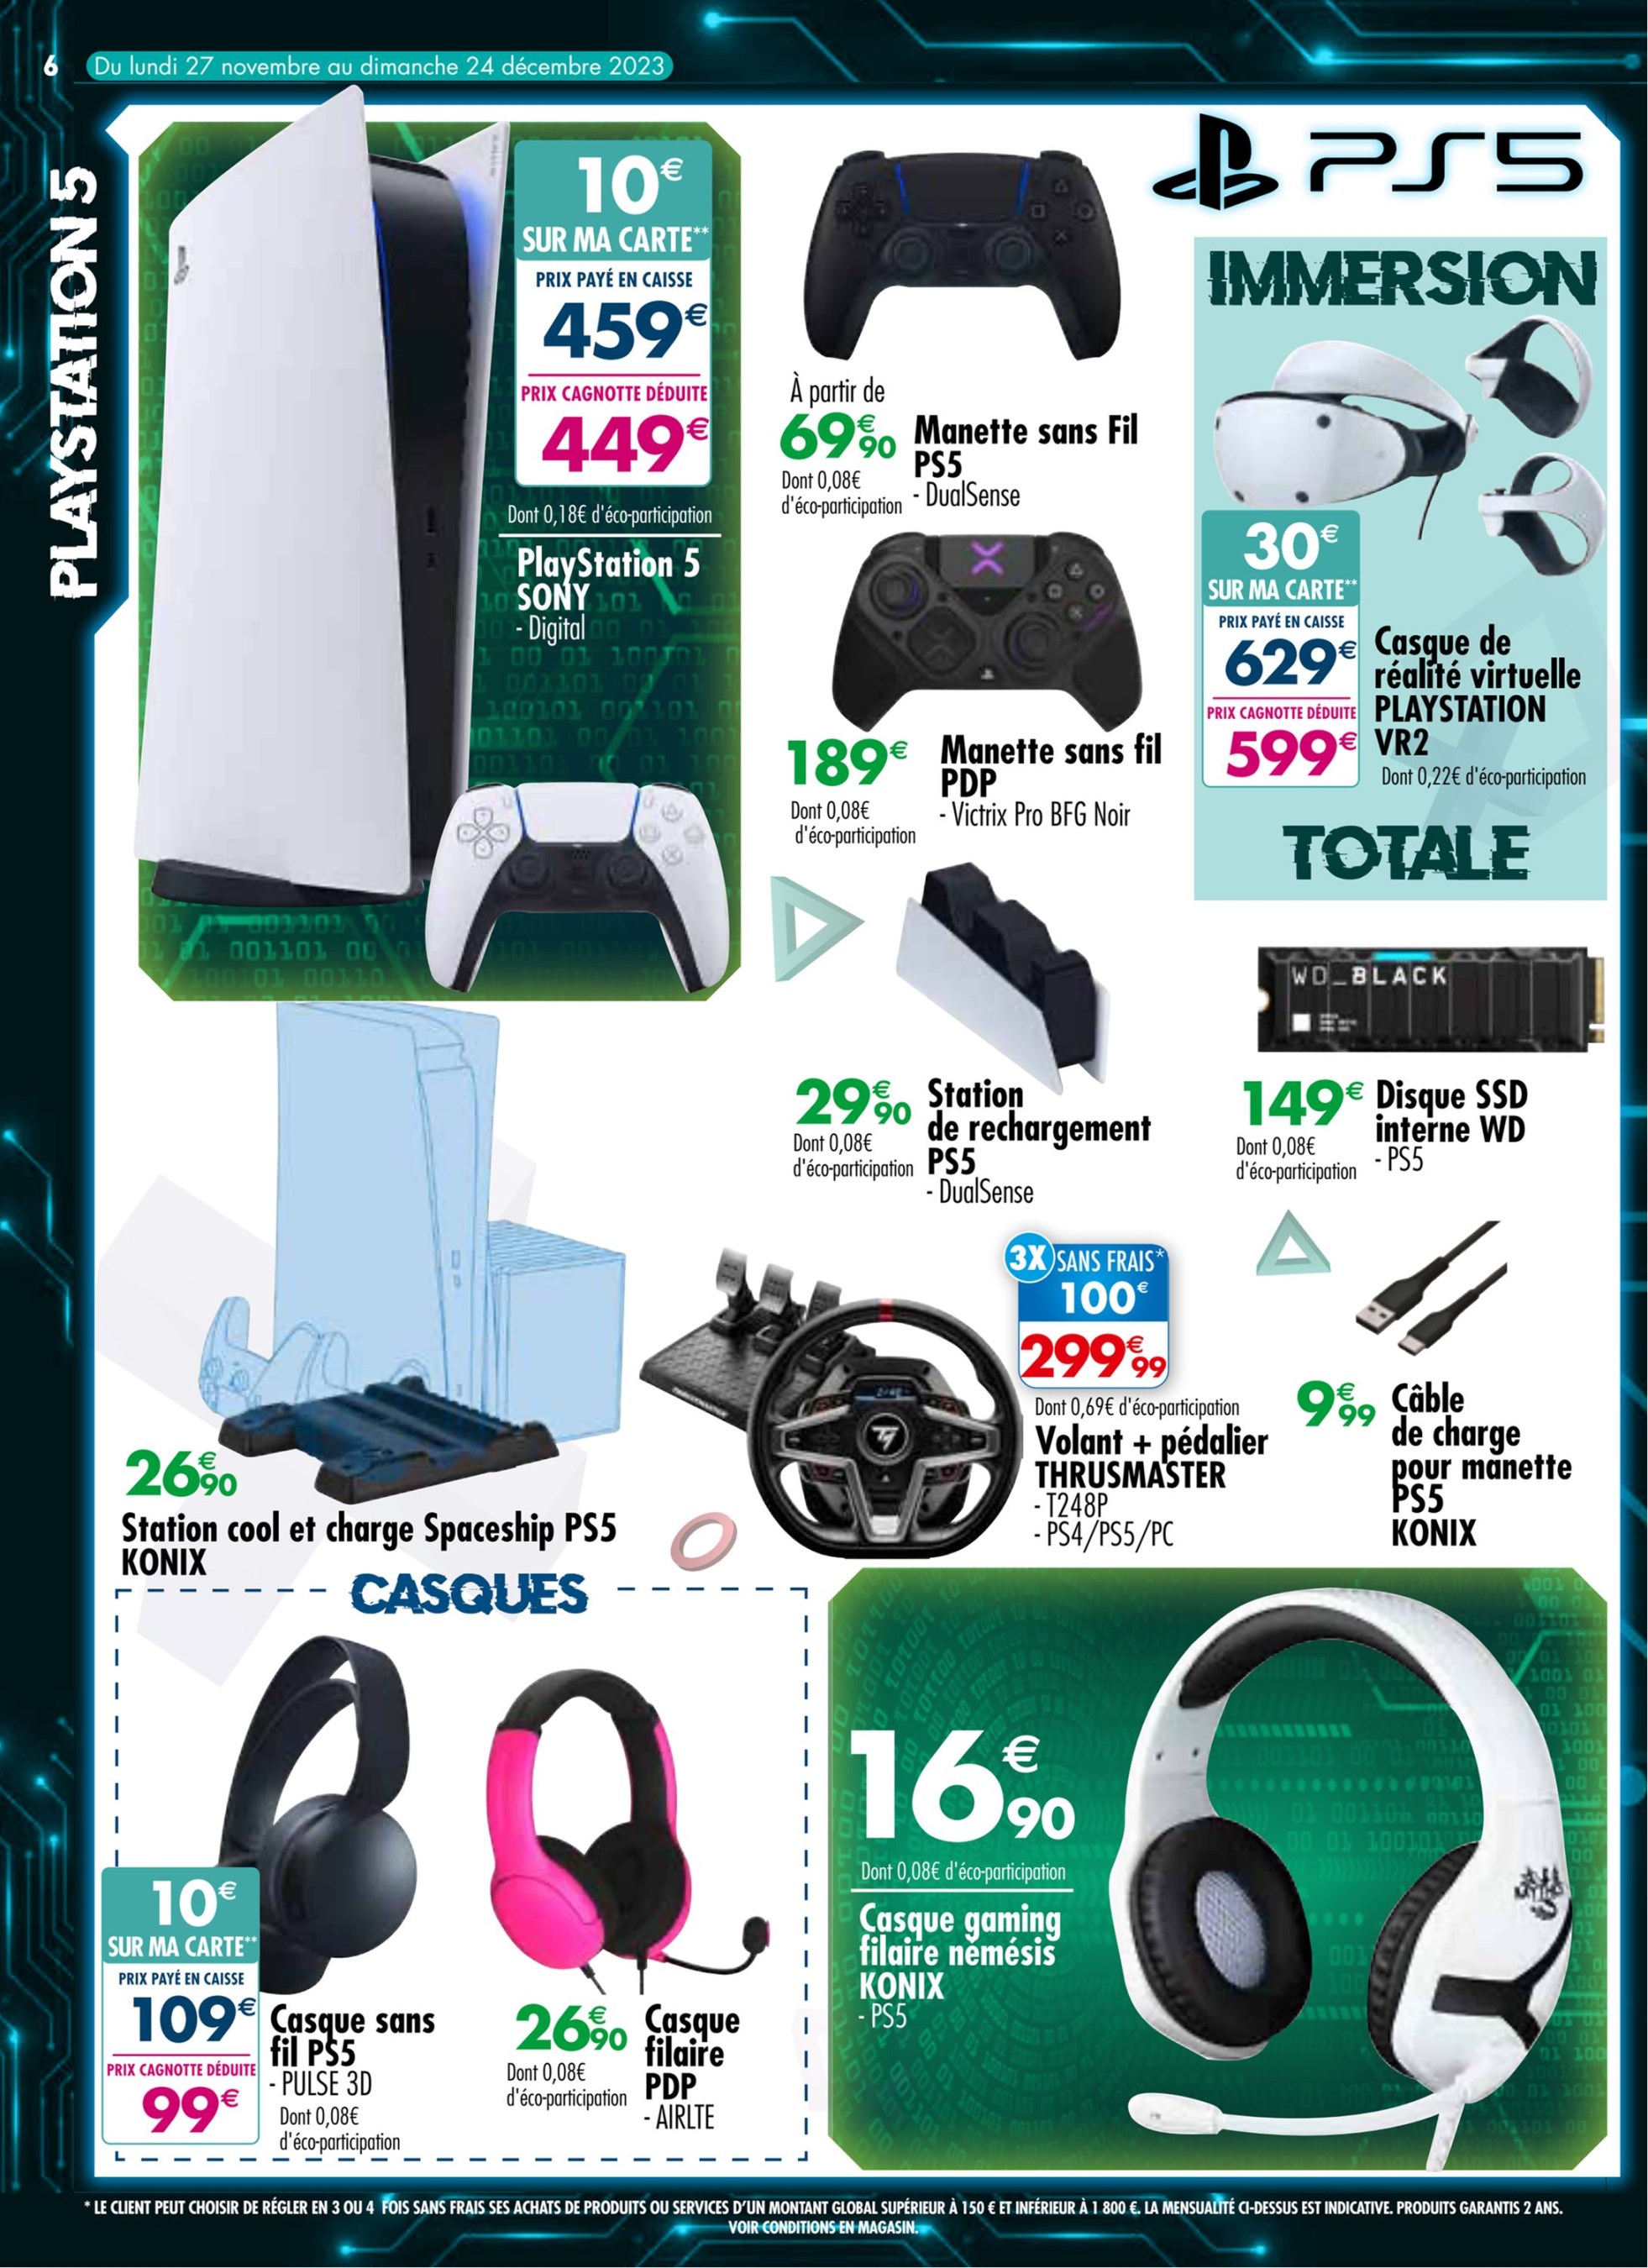 6
Du lundi 27 novembre au dimanche 24 décembre 2023
PLAYSTATION 5
PS5
10€
SUR MA CARTE**
PRIX PAYÉ EN CAISSE
459€
PRIX CAGNOTTE DÉDUITE
449€
Dont 0,18€ d'éco-participation
PlayStation 5
SONY
- Digital
À partir de
69€90
Dont 0,08€
d'éco-participation
Manette sans Fil
PS5
- DualSense
189€
Dont 0,08€
d'éco-participation
Manette sans fil
PDP
- Victrix Pro BFG Noir
IMMERSION
30€
SUR MA CARTE**
PRIX PAYÉ EN CAISSE
629€
PRIX CAGNOTTE DÉDUITE
599€
Casque de
réalité virtuelle
PLAYSTATION
VR2
Dont 0,22€ d'éco-participation
TOTALE
29€90
Dont 0,08€
d'éco-participation
Station
de rechargement
PS5
- DualSense
WD_BLACK
149€
Dont 0,08€
d'éco-participation
Disque SSD
interne WD
- PS5
26€90
Station cool et charge Spaceship PS5
KONIX
3X SANS FRAIS*
100€
299€99
Dont 0,69€ d'éco-participation
Volant + pédalier
THRUSMASTER
- T248P
- PS4/PS5/PC
9€99
Câble
de charge
pour manette
PS5
KONIX
CASQUES
10€
SUR MA CARTE**
PRIX PAYÉ EN CAISSE
109€
PRIX CAGNOTTE DÉDUITE
99€
Casque sans
fil PS5
- PULSE 3D
Dont 0,08€
d'éco-participation
26€90
Dont 0,08€
d'éco-participation
Casque
filaire
PDP
- AIRLTE
16€90
Dont 0,08€ d'éco-participation
Casque gaming
filaire némésis
KONIX
- PS5
* LE CLIENT PEUT CHOISIR DE RÉGLER EN 3 OU 4 FOIS SANS FRAIS SES ACHATS DE PRODUITS OU SERVICES D'UN MONTANT GLOBAL SUPÉRIEUR À 150 € ET INFÉRIEUR À 1 800 €. LA MENSUALITÉ CI-DESSUS EST INDICATIVE. PRODUITS GARANTIS 2 ANS.
VOIR CONDITIONS EN MAGASIN.